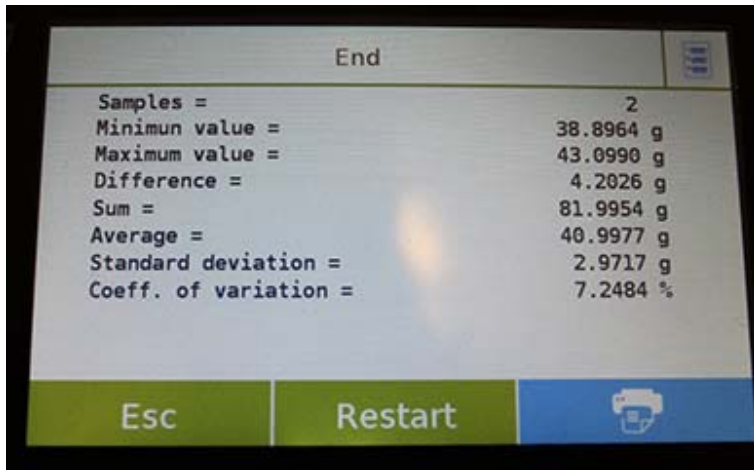 End
Samples = 2
Minimun value = 38.8964 g
Maximum value = 43.0990 g
Difference = 4.2026 g
Sum = 81.9954 g
Average = 40.9977 g
Standard deviation = 2.9717 g
Coeff. of variation = 7.2484 %
Esc Restart